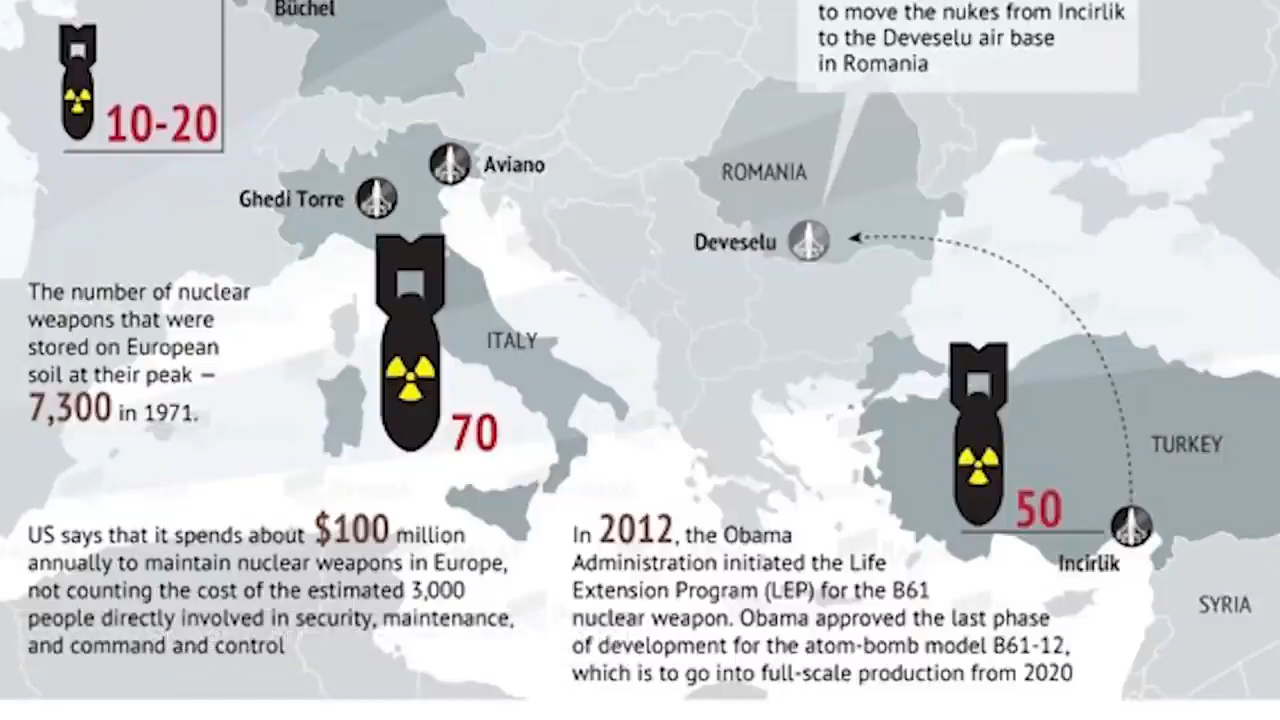 Büchel
to move the nukes from Incirlik
to the Deveselu air base
in Romania
10-20
Aviano
Ghedi Torre
ROMANIA
Deveselu
The number of nuclear
weapons that were
stored on European
soil at their peak –
7,300 in 1971.
ITALY
70
TURKEY
50
Incirlik
SYRIA
US says that it spends about $100 million
annually to maintain nuclear weapons in Europe,
not counting the cost of the estimated 3,000
people directly involved in security, maintenance,
and command and control
In 2012, the Obama
Administration initiated the Life
Extension Program (LEP) for the B61
nuclear weapon. Obama approved the last phase
of development for the atom-bomb model B61-12,
which is to go into full-scale production from 2020